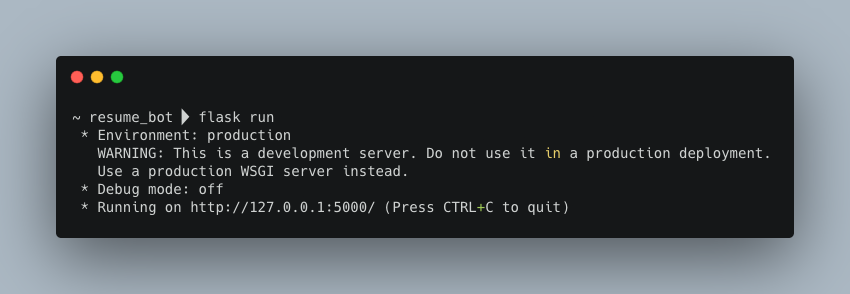 ~ resume_bot ▶ flask run
* Environment: production
WARNING: This is a development server. Do not use it in a production deployment.
Use a production WSGI server instead.
* Debug mode: off
* Running on http://127.0.0.1:5000/ (Press CTRL+C to quit)